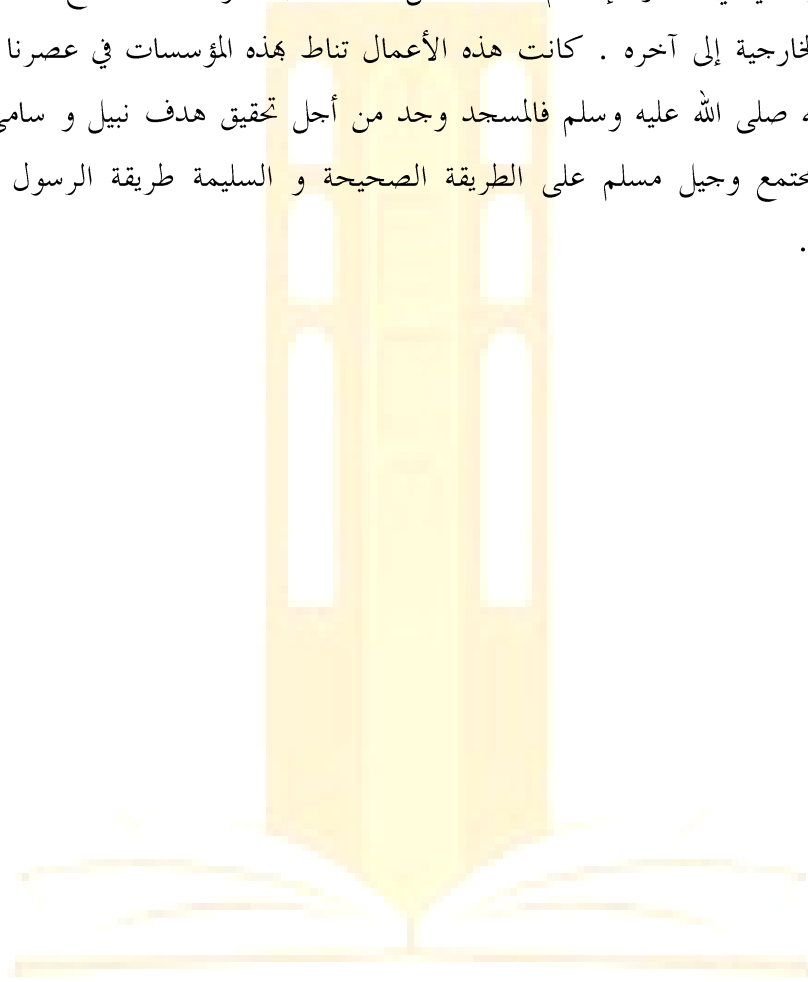 خارجية إلى آخره . كانت هذه الأعمال تناط بهذه المؤسسات في عصرنا
صلى الله عليه وسلم فالمسجد وجد من أجل تحقيق هدف نبيل و سامي
وجيل مسلم على الطريقة الصحيحة و السليمة طريقة الرسول
.